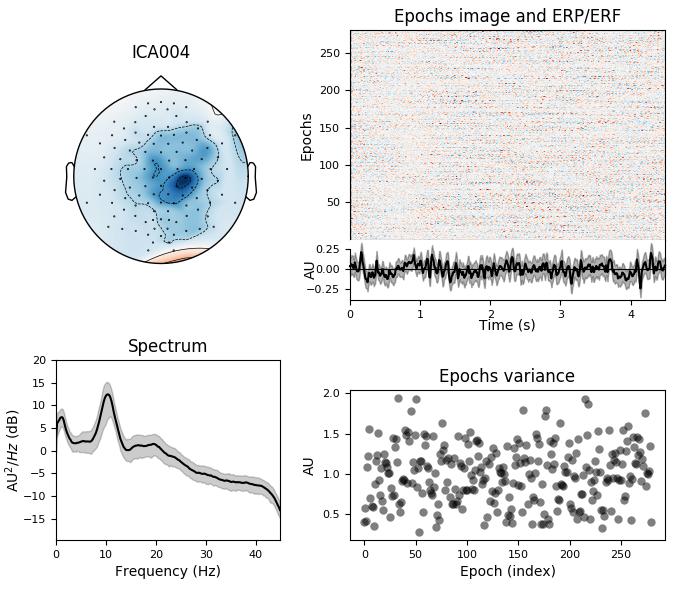 ICA004
Epochs image and ERP/ERF
Epochs
250
200
150
100
50
AU
0.25
0.00
−0.25
0 1 2 3 4
Time (s)
Spectrum
AU²/Hz (dB)
20
15
10
5
0
−5
−10
−15
0 10 20 30 40
Frequency (Hz)
Epochs variance
AU
2.0
1.5
1.0
0.5
0 50 100 150 200 250
Epoch (index)